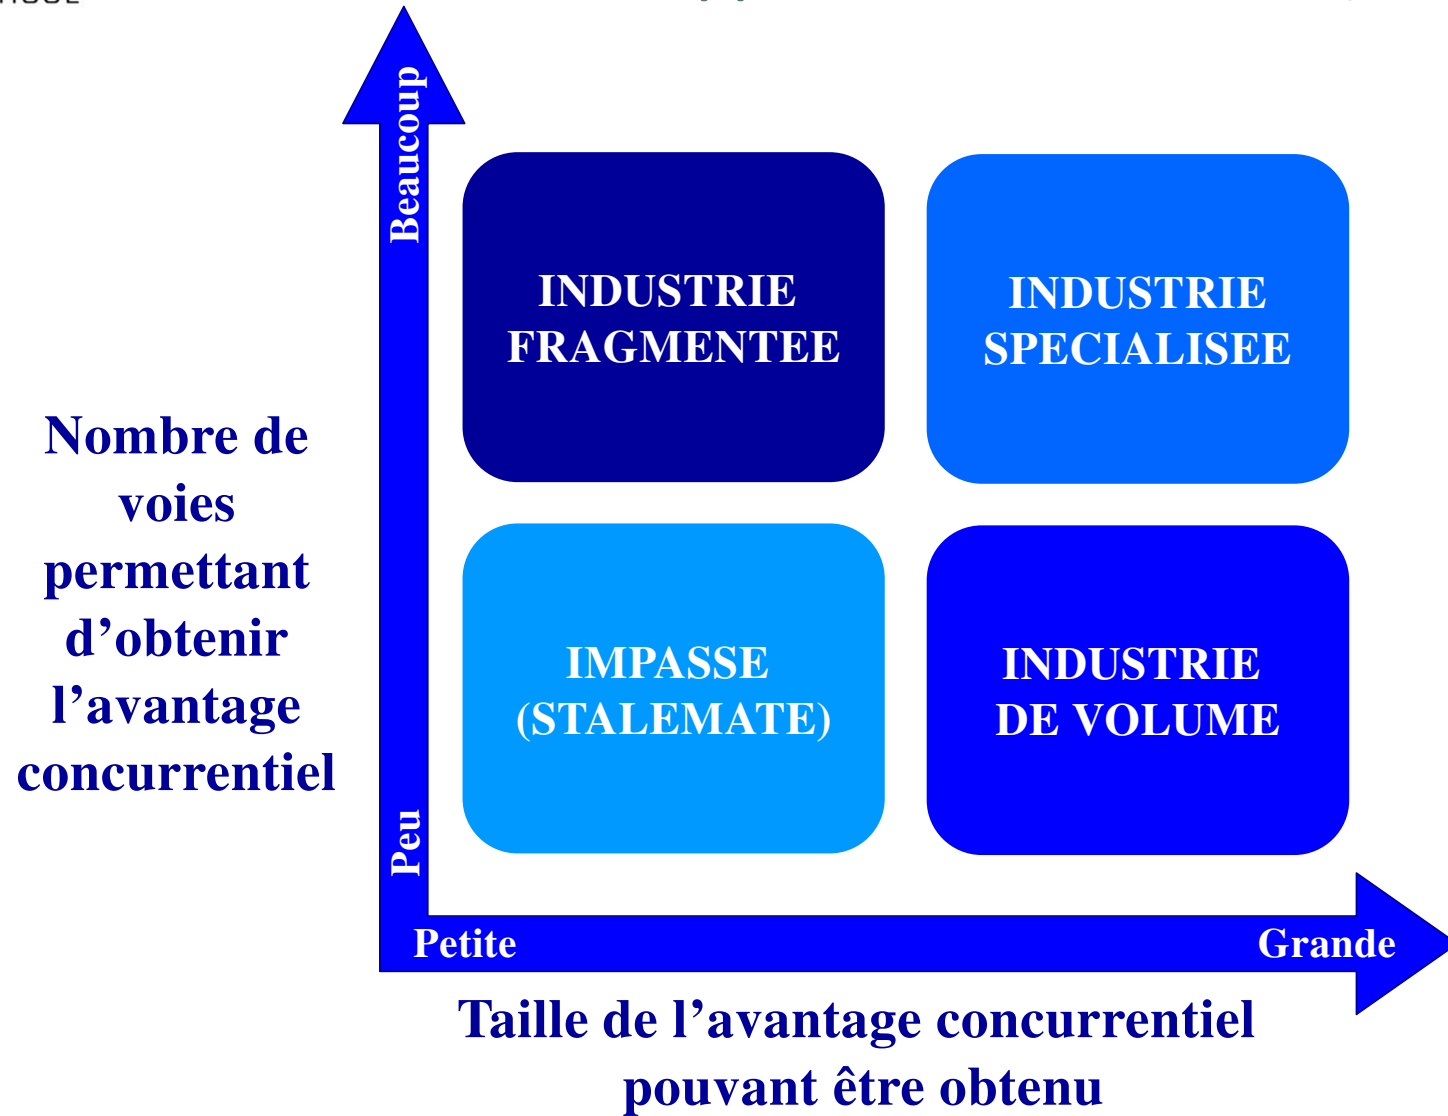 Beaucoup
INDUSTRIE
FRAGMENTEE
INDUSTRIE
SPECIALISEE
Nombre de
voies
permettant
d’obtenir
l’avantage
concurrentiel
IMPASSE
(STALEMATE)
INDUSTRIE
DE VOLUME
Peu
Petite
Grande
Taille de l’avantage concurrentiel
pouvant être obtenu